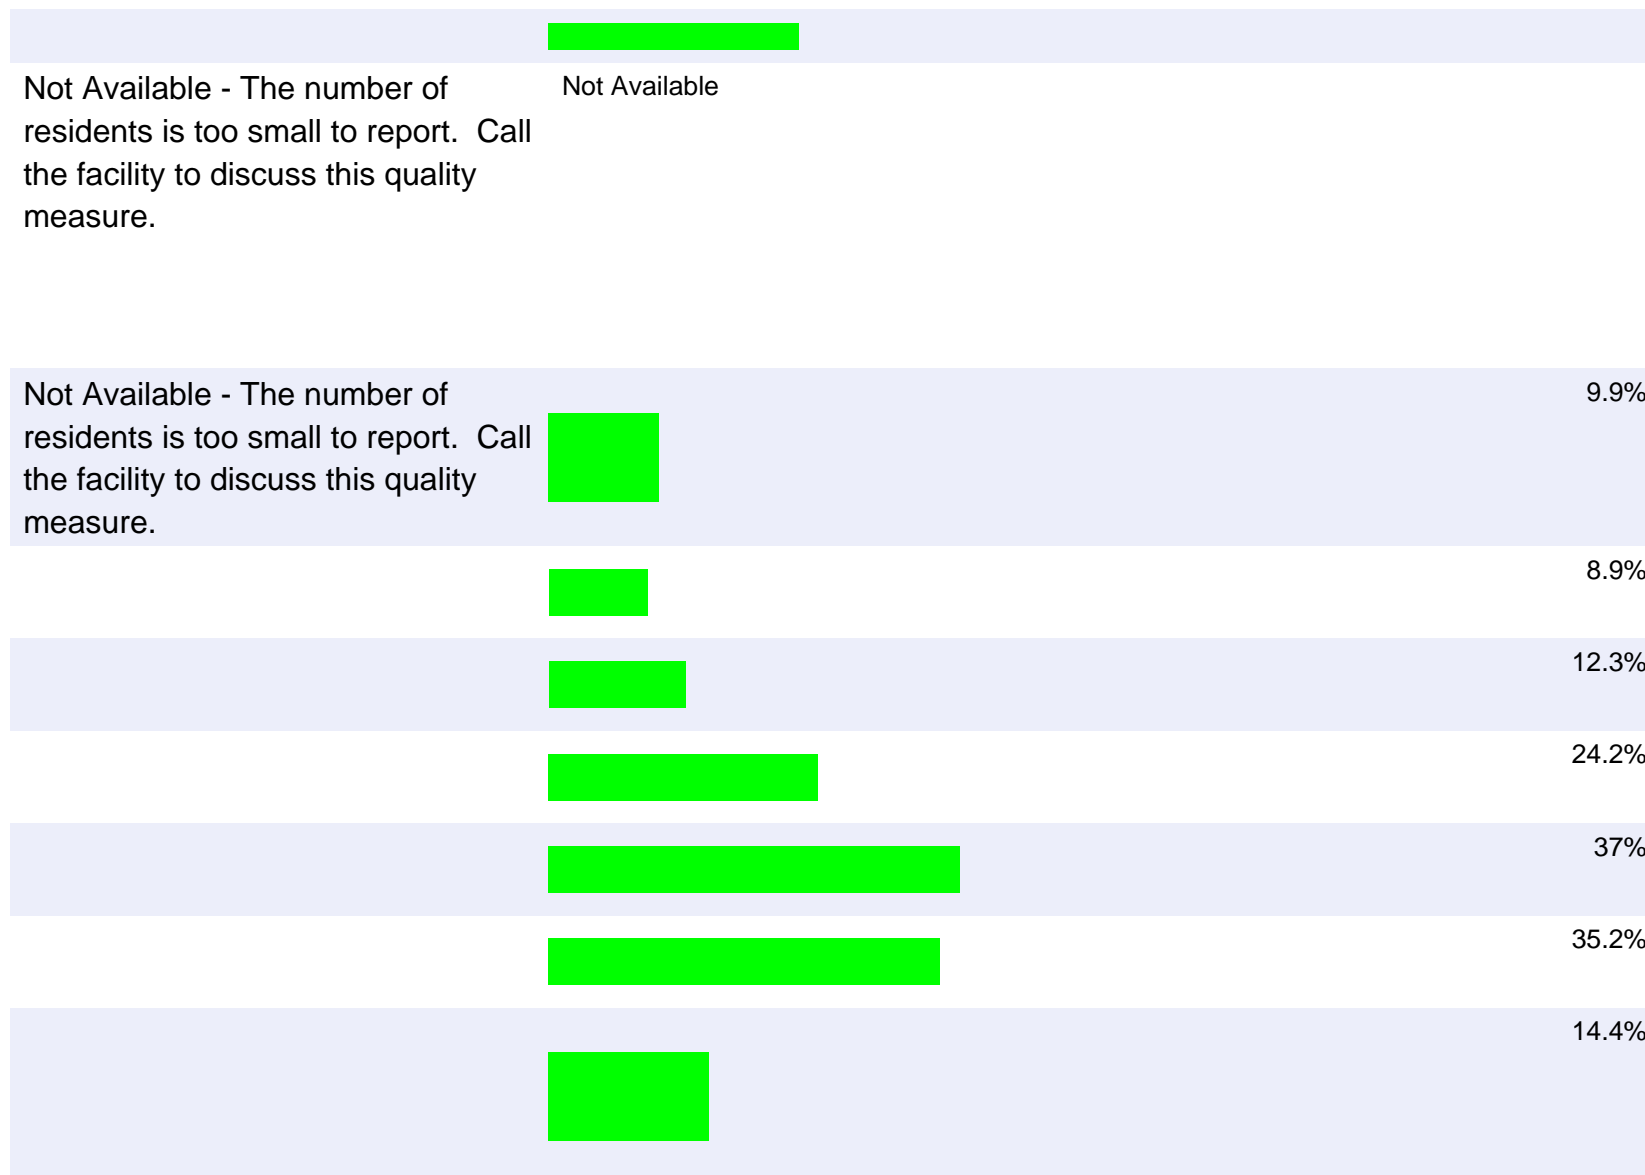 Not Available - The number of
residents is too small to report.  Call
the facility to discuss this quality
measure.
Not Available
Not Available - The number of
residents is too small to report.  Call
the facility to discuss this quality
measure.
9.9%
8.9%
12.3%
24.2%
37%
35.2%
14.4%